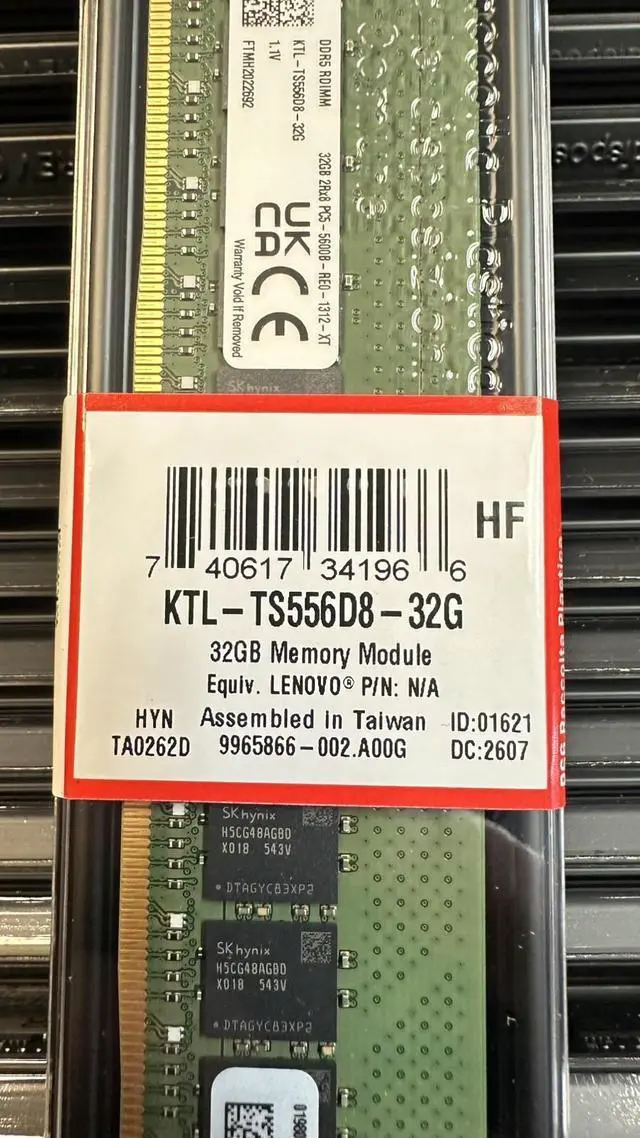 DDR5 RDIMM
KTL-TS556D8-32G
1.1V
FTMH2022692
32GB 2Rx8 PC5-5600B-RE0-1312-XT
UK
CA
CE
Warranty Void If Removed
SK hynix
HF
7 40617 34196 6
KTL-TS556D8-32G
32GB Memory Module
Equiv. LENOVO® P/N: N/A
HYN Assembled in Taiwan ID:01621
TA0262D 9965866-002.A00G DC:2607
SK hynix
H5CG48AGBD
X018 543V
DTAGYC83XP2
SK hynix
H5CG48AGBD
X018 543V
DTAGYC83XP2